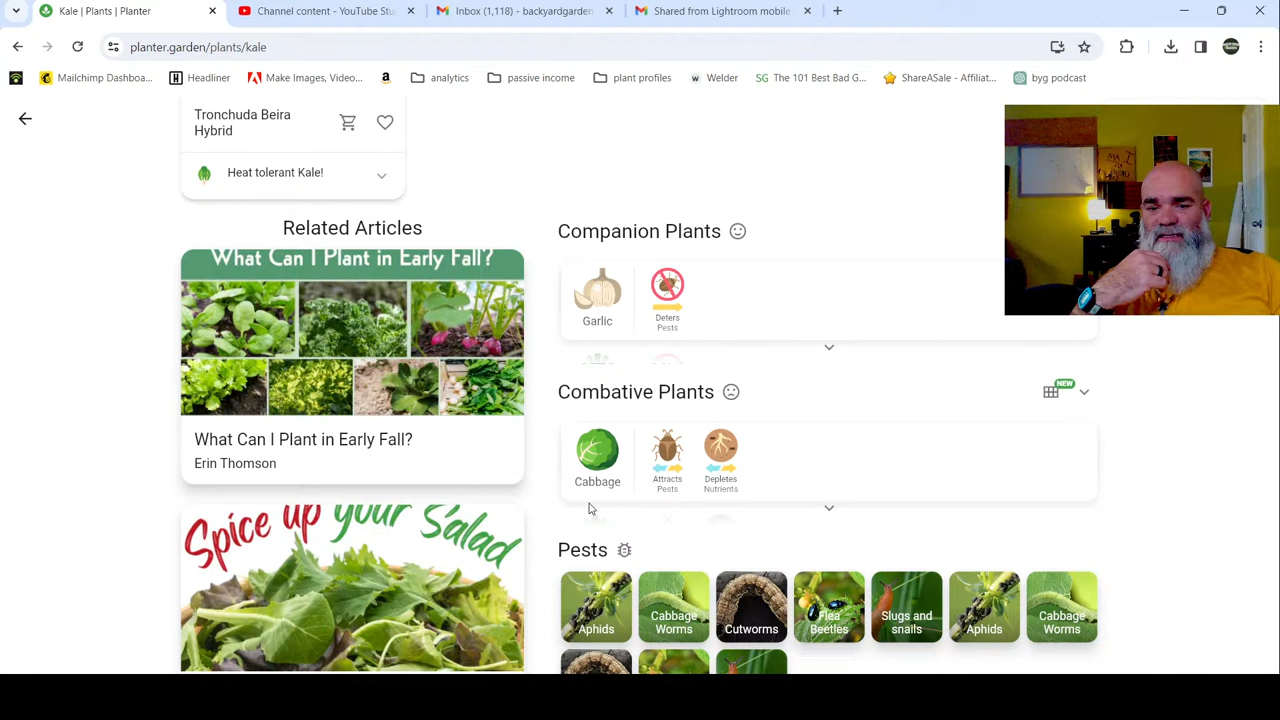 Kale | Plants | Planter
Channel content - YouTube Stu
Inbox (1,118) - backyardgarden
Shared from Lightroom mobile
planter.garden/plants/kale
Mailchimp Dashboa...
Headliner
Make Images, Video...
analytics
passive income
plant profiles
Welder
SG The 101 Best Bad G...
ShareASale - Affiliat...
byg podcast
Tronchuda Beira
Hybrid
Heat tolerant Kale!
Related Articles
What Can I Plant in Early Fall?
What Can I Plant in Early Fall?
Erin Thomson
Spice up your Salad
Companion Plants
Garlic
Deters
Pests
Combative Plants
NEW
Cabbage
Attracts
Pests
Depletes
Nutrients
Pests
Aphids
Cabbage
Worms
Cutworms
Flea
Beetles
Slugs and
snails
Aphids
Cabbage
Worms